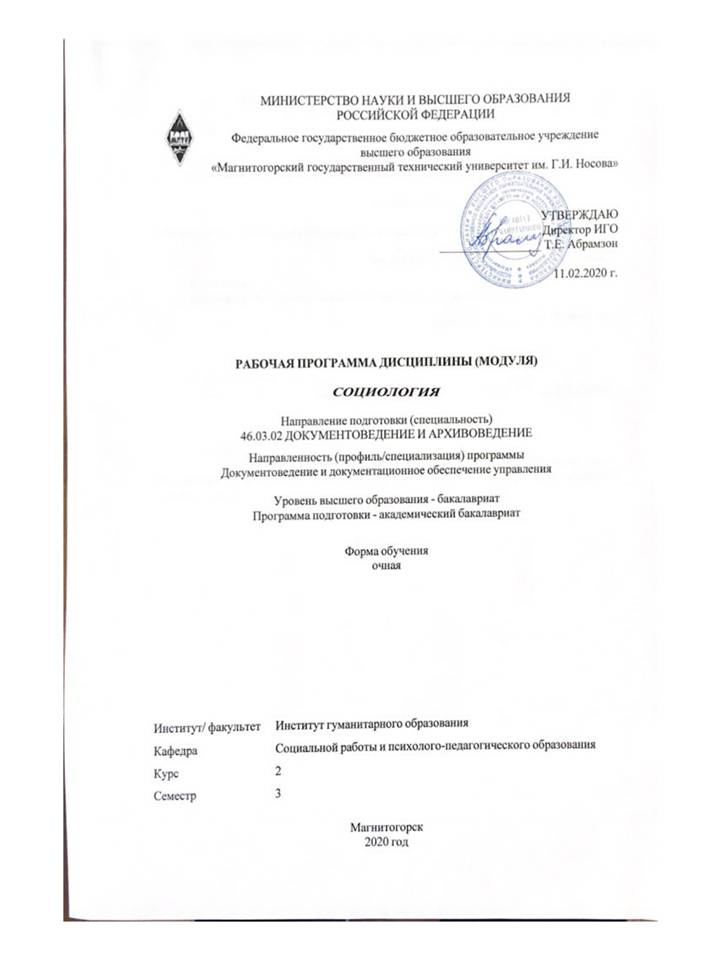 МИНИСТЕРСТВО НАУКИ И ВЫСШЕГО ОБРАЗОВАНИЯ
РОССИЙСКОЙ ФЕДЕРАЦИИ
Федеральное государственное бюджетное образовательное учреждение
высшего образования
«Магнитогорский государственный технический университет им. Г.И. Носова»
УТВЕРЖДАЮ
Директор ИГО
Т.Е. Абрамзон
11.02.2020 г.
РАБОЧАЯ ПРОГРАММА ДИСЦИПЛИНЫ (МОДУЛЯ)
СОЦИОЛОГИЯ
Направление подготовки (специальность)
46.03.02 ДОКУМЕНТОВЕДЕНИЕ И АРХИВОВЕДЕНИЕ
Направленность (профиль/специализация) программы
Документоведение и документационное обеспечение управления
Уровень высшего образования - бакалавриат
Программа подготовки - академический бакалавриат
Форма обучения
очная
Институт/ факультет Институт гуманитарного образования
Кафедра Социальной работы и психолого-педагогического образования
Курс 2
Семестр 3
Магнитогорск
2020 год